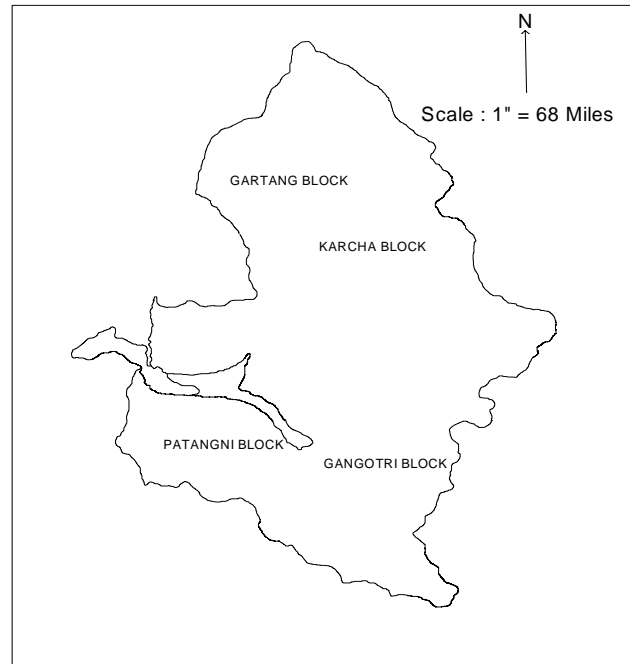 N
Scale : 1" = 68 Miles
GARTANG BLOCK
KARCHA BLOCK
PATANGNI BLOCK
GANGOTRI BLOCK